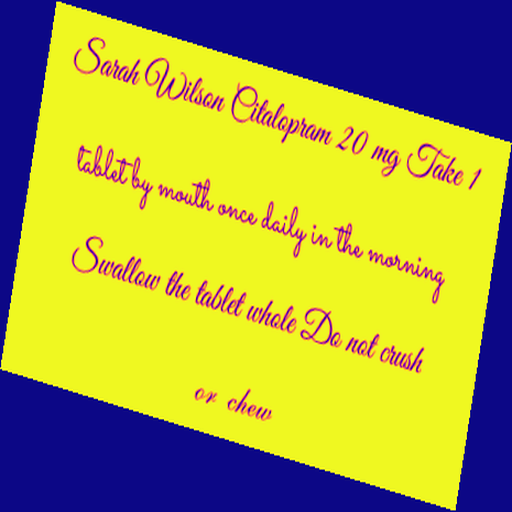 Sarah Wilson Citalopram 20 mg Take 1
tablet by mouth once daily in the morning
Swallow the tablet whole Do not crush
or chew